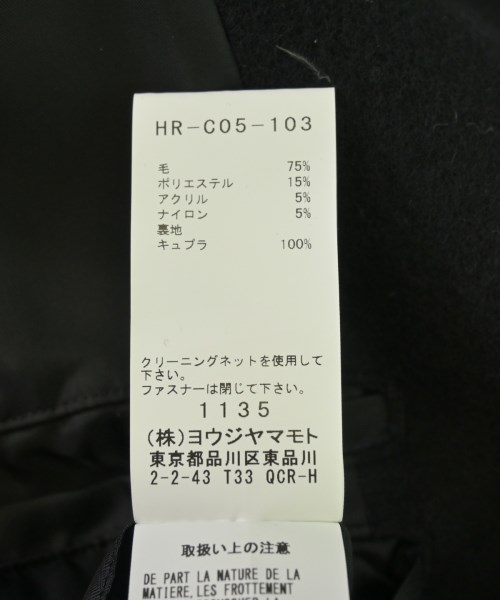 HR-C05-103
毛 75%
ポリエステル 15%
アクリル 5%
ナイロン 5%
裏地
キュプラ 100%
クリーニングネットを使用して
下さい。
ファスナーは閉じて下さい。
1135
(株)ヨウジヤマモト
東京都品川区東品川
2-2-43 T33 QCR-H
取扱い上の注意
DE PART LA NATURE DE LA
MATIERE, LES FROTTEMENT